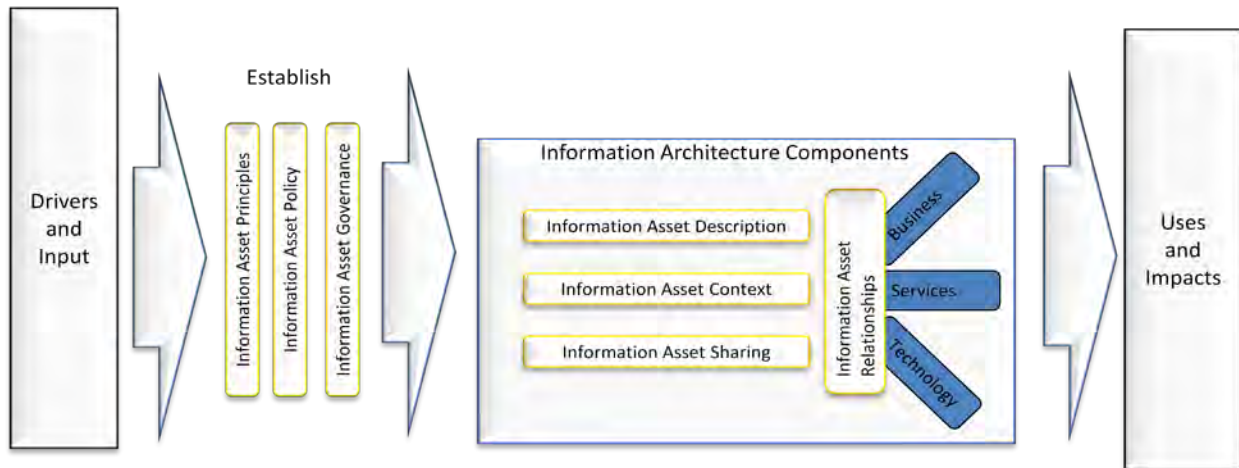 Drivers
and
Input
Establish
Information Asset Principles
Information Asset Policy
Information Asset Governance
Information Architecture Components
Information Asset Description
Information Asset Context
Information Asset Sharing
Information Asset
Relationships
Business
Services
Technology
Uses
and
Impacts